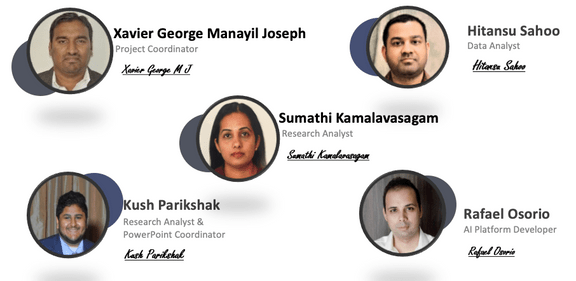 Xavier George Manayil Joseph
Project Coordinator
Xavier George M J
Hitansu Sahoo
Data Analyst
Hitansu Sahoo
Sumathi Kamalavasagam
Research Analyst
Sumathi Kamalavasagam
Kush Parikshak
Research Analyst &
PowerPoint Coordinator
Kush Parikshak
Rafael Osorio
AI Platform Developer
Rafael Osorio